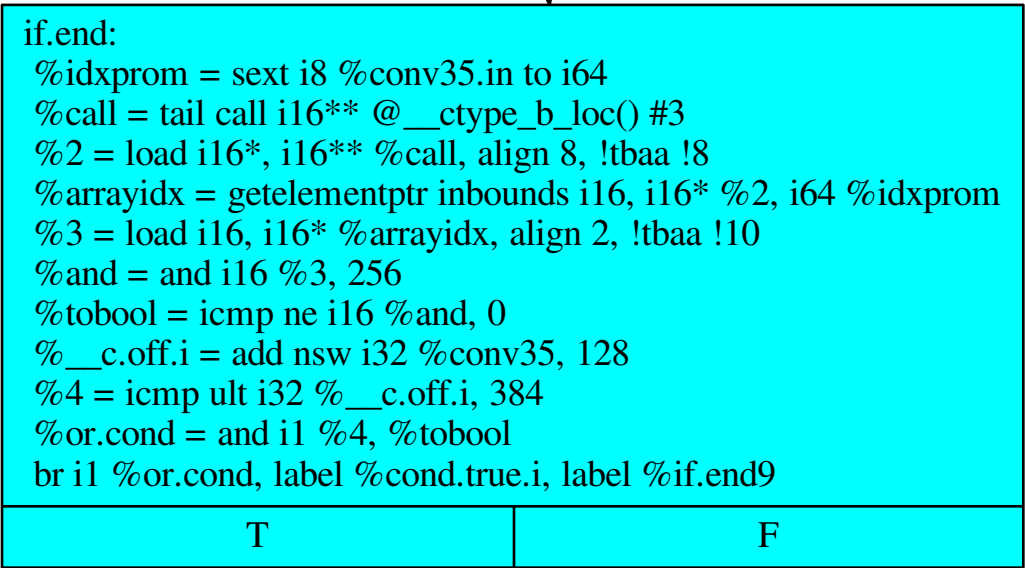 if.end:
%idxprom = sext i8 %conv35.in to i64
%call = tail call i16** @__ctype_b_loc() #3
%2 = load i16*, i16** %call, align 8, !tbaa !8
%arrayidx = getelementptr inbounds i16, i16* %2, i64 %idxprom
%3 = load i16, i16* %arrayidx, align 2, !tbaa !10
%and = and i16 %3, 256
%tobool = icmp ne i16 %and, 0
%__c.off.i = add nsw i32 %conv35, 128
%4 = icmp ult i32 %__c.off.i, 384
%or.cond = and i1 %4, %tobool
br i1 %or.cond, label %cond.true.i, label %if.end9
T F